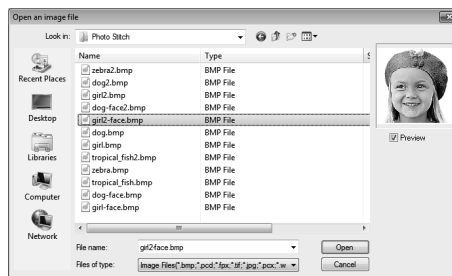 Open an image file
Look in: Photo Stitch
Name Type S
zebra2.bmp BMP File
dog2.bmp BMP File
girl2.bmp BMP File
dog-face2.bmp BMP File
girl2-face.bmp BMP File
dog.bmp BMP File
girl.bmp BMP File
tropical_fish2.bmp BMP File
zebra.bmp BMP File
tropical_fish.bmp BMP File
dog-face.bmp BMP File
girl-face.bmp BMP File
Recent Places
Desktop
Libraries
Computer
Network
Preview
File name: girl2-face.bmp Open
Files of type: Image Files(*.bmp;*.pcd;*.fpx;*.tif;*.jpg;*.pcx;*.w Cancel